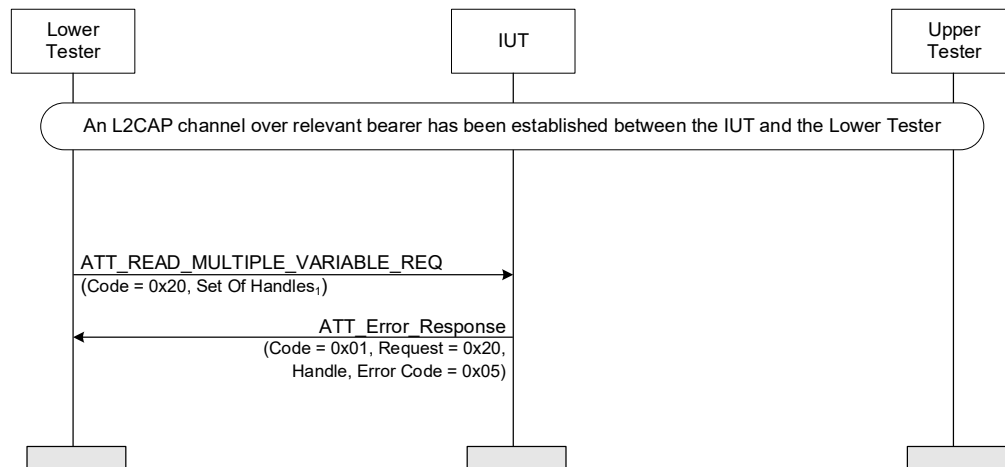 Lower
Tester
IUT
Upper
Tester
An L2CAP channel over relevant bearer has been established between the IUT and the Lower Tester
ATT_READ_MULTIPLE_VARIABLE_REQ
(Code = 0x20, Set Of Handles₁)
ATT_Error_Response
(Code = 0x01, Request = 0x20,
Handle, Error Code = 0x05)